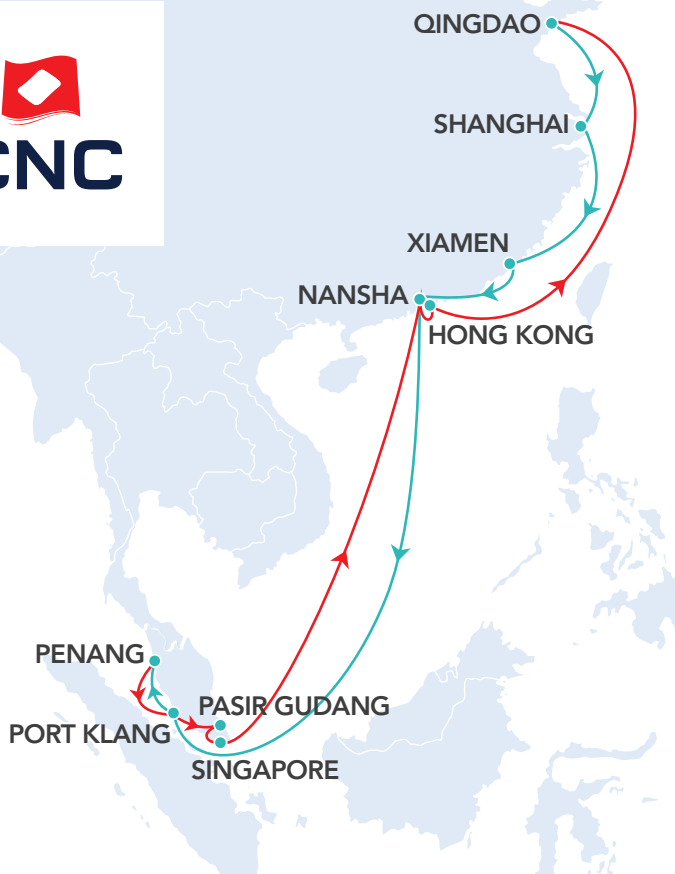 QINGDAO
CNC
SHANGHAI
XIAMEN
NANSHA
HONG KONG
PENANG
PASIR GUDANG
PORT KLANG
SINGAPORE